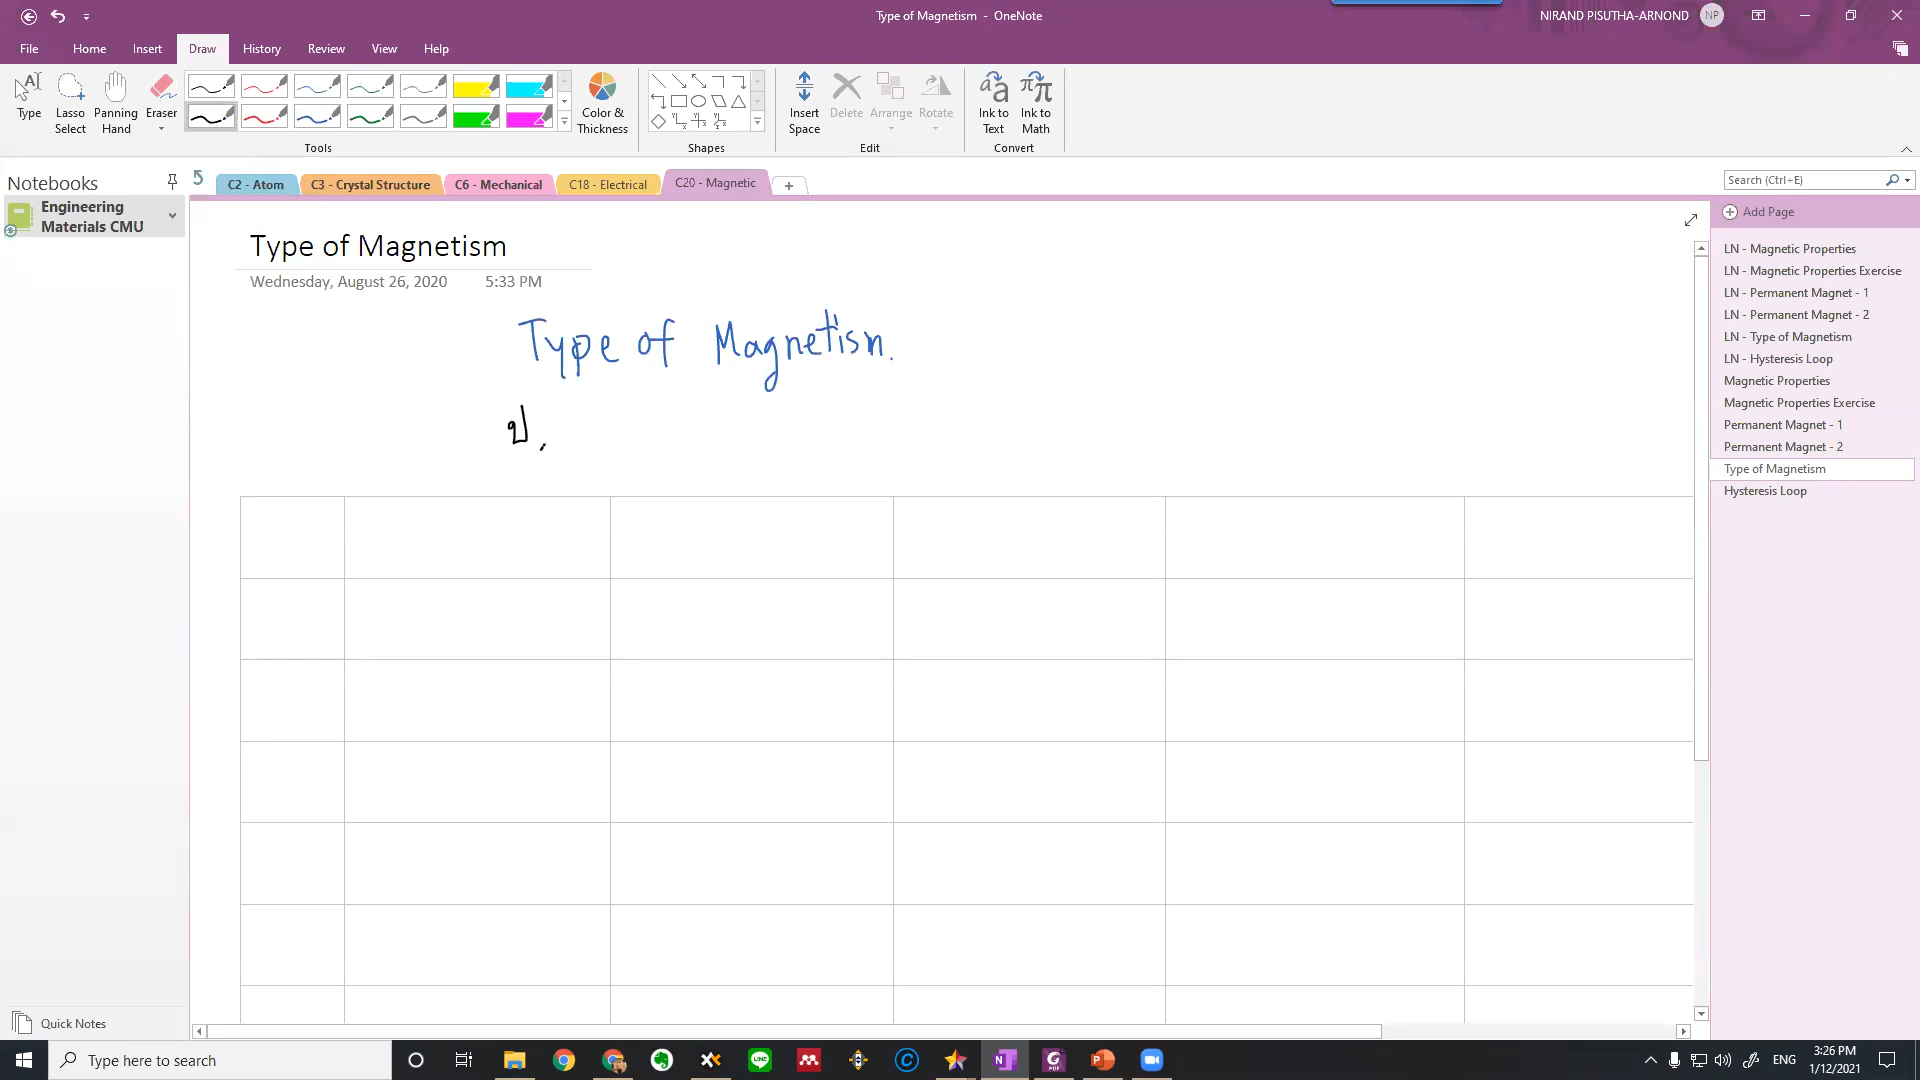 Type of Magnetism - OneNote
NIRAND PISUTHA-ARNOND NP
File Home Insert Draw History Review View Help
Type
Lasso Select
Panning Hand
Eraser
Color & Thickness
Insert Space
Delete
Arrange
Rotate
Ink to Text
Ink to Math
Tools Shapes Edit Convert
Notebooks
Engineering Materials CMU
C2 - Atom C3 - Crystal Structure C6 - Mechanical C18 - Electrical C20 - Magnetic
Search (Ctrl+E)
Add Page
LN - Magnetic Properties
LN - Magnetic Properties Exercise
LN - Permanent Magnet - 1
LN - Permanent Magnet - 2
LN - Type of Magnetism
LN - Hysteresis Loop
Magnetic Properties
Magnetic Properties Exercise
Permanent Magnet - 1
Permanent Magnet - 2
Type of Magnetism
Hysteresis Loop
Type of Magnetism
Wednesday, August 26, 2020 5:33 PM
Type of Magnetism.
Quick Notes
Type here to search
ENG
3:26 PM
1/12/2021